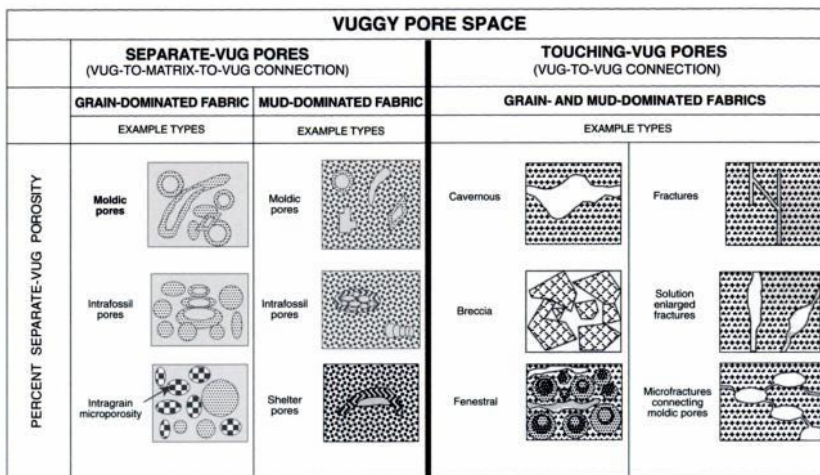 VUGGY PORE SPACE
SEPARATE-VUG PORES
(VUG-TO-MATRIX-TO-VUG CONNECTION)
TOUCHING-VUG PORES
(VUG-TO-VUG CONNECTION)
GRAIN-DOMINATED FABRIC
MUD-DOMINATED FABRIC
GRAIN- AND MUD-DOMINATED FABRICS
EXAMPLE TYPES
EXAMPLE TYPES
EXAMPLE TYPES
PERCENT SEPARATE-VUG POROSITY
Moldic
pores
Moldic
pores
Cavernous
Fractures
Intrafossil
pores
Intrafossil
pores
Breccia
Solution
enlarged
fractures
Intragrain
microporosity
Shelter
pores
Fenestral
Microfractures
connecting
moldic pores